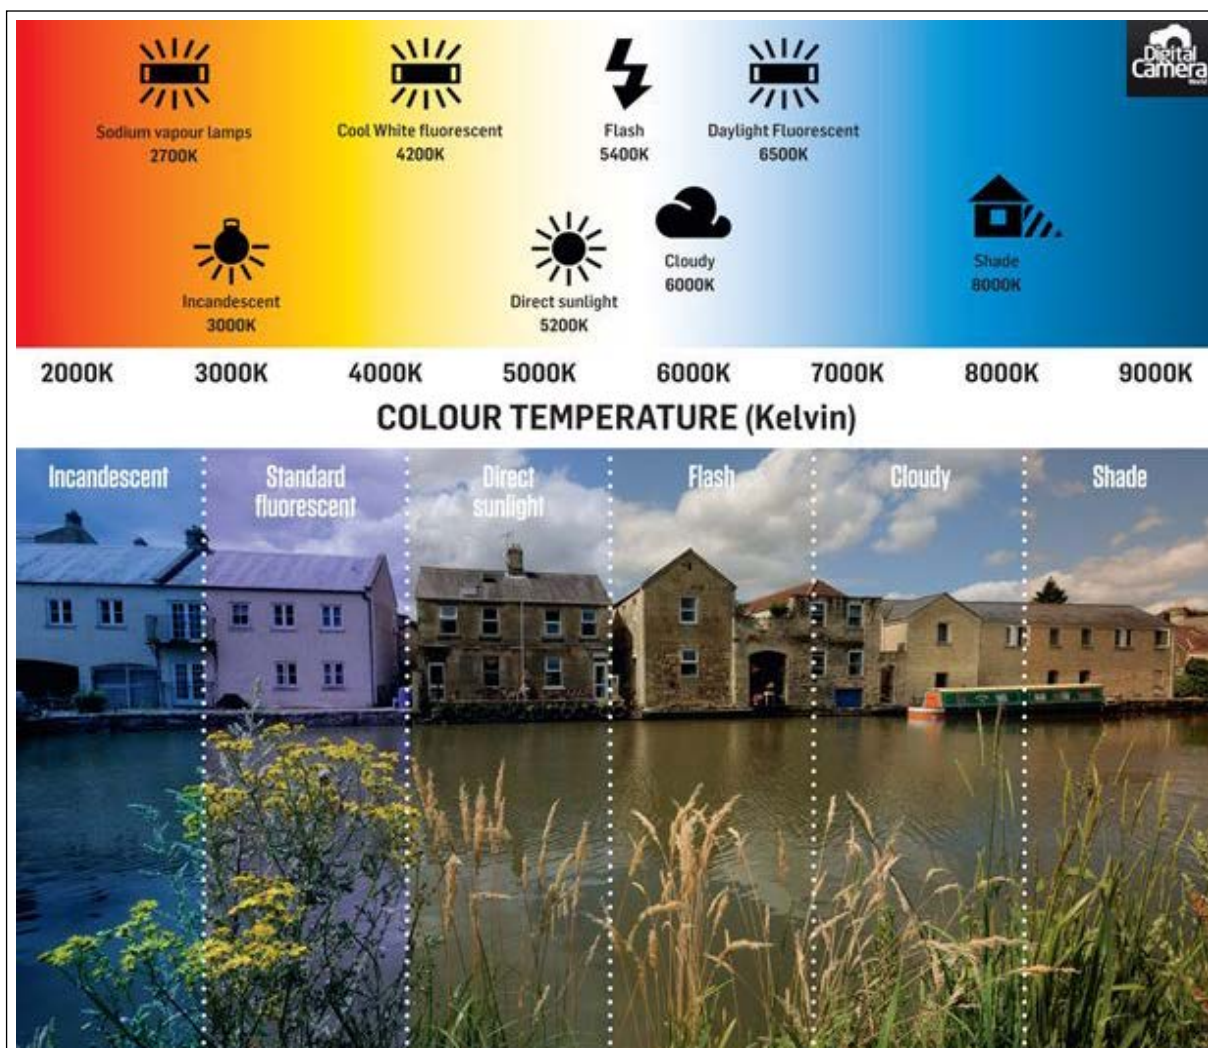 Digital
Camera
World
Sodium vapour lamps
2700K
Cool White fluorescent
4200K
Flash
5400K
Daylight Fluorescent
6500K
Incandescent
3000K
Direct sunlight
5200K
Cloudy
6000K
Shade
8000K
2000K 3000K 4000K 5000K 6000K 7000K 8000K 9000K
COLOUR TEMPERATURE (Kelvin)
Incandescent
Standard
fluorescent
Direct
sunlight
Flash
Cloudy
Shade